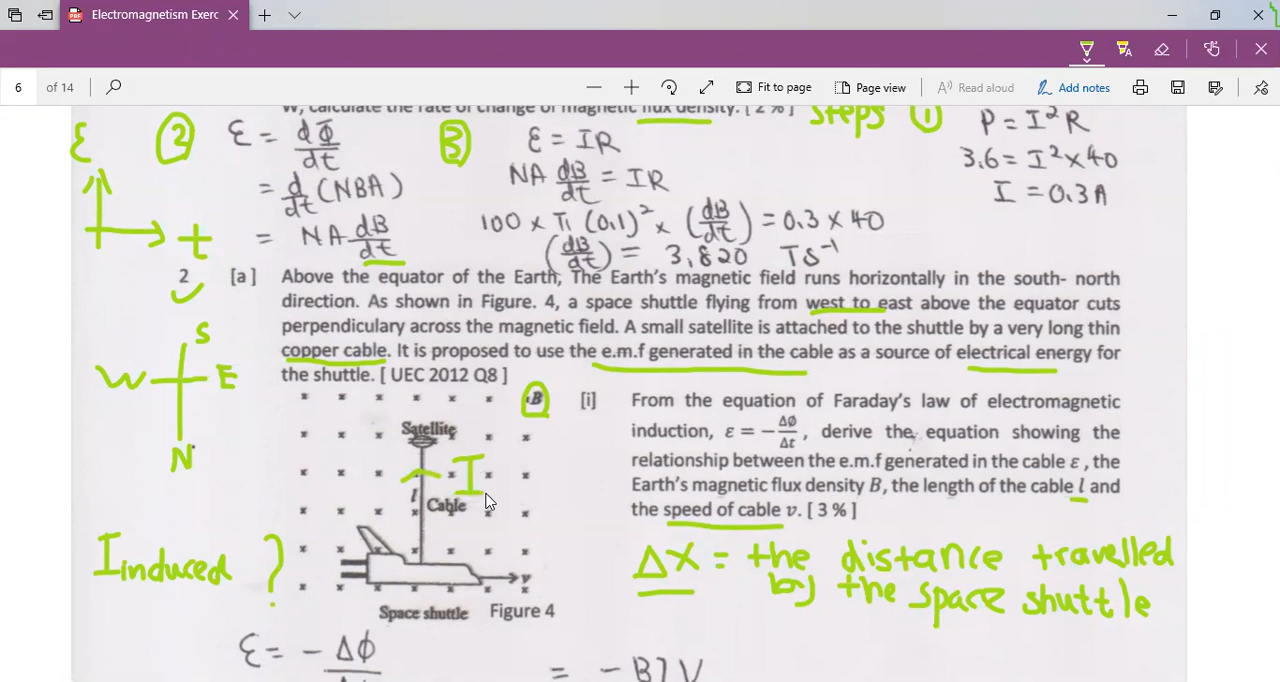 Electromagnetism Exerc
6 of 14
Fit to page
Page view
Read aloud
Add notes
W, calculate the rate of change of magnetic flux density. [ 2 % ]
Steps ①
P = I²R
3.6 = I² x 40
I = 0.3A
ε
t
② ε = dΦ/dt
= d/dt (NBA)
= NA dB/dt
③ ε = IR
NA dB/dt = IR
100 x π (0.1)² x (dB/dt) = 0.3 x 40
(dB/dt) = 3.820 Ts⁻¹
2 [a] Above the equator of the Earth, The Earth's magnetic field runs horizontally in the south- north
direction. As shown in Figure. 4, a space shuttle flying from west to east above the equator cuts
perpendiculary across the magnetic field. A small satellite is attached to the shuttle by a very long thin
copper cable. It is proposed to use the e.m.f generated in the cable as a source of electrical energy for
the shuttle. [ UEC 2012 Q8 ]
S
W E
N
B
Satellite
I
l
Cable
v
Space shuttle Figure 4
I induced ?
[i] From the equation of Faraday's law of electromagnetic
induction, ε = −Δø/Δt, derive the equation showing the
relationship between the e.m.f generated in the cable ε, the
Earth's magnetic flux density B, the length of the cable l and
the speed of cable v. [ 3 % ]
Δx = the distance travelled
by the space shuttle
ε = - Δφ
= - BlV